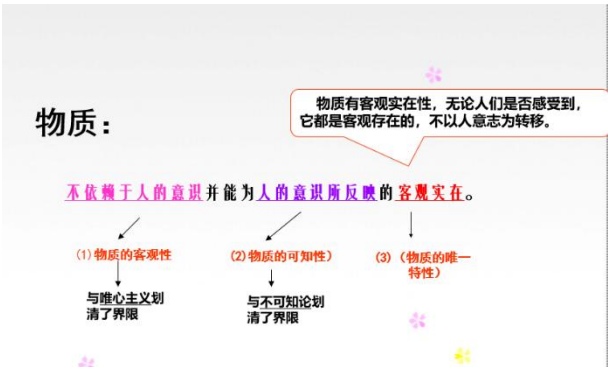 物质有客观实在性，无论人们是否感受到，
它都是客观存在的，不以人意志为转移。
物质：
不依赖于人的意识并能为人的意识所反映的客观实在。
(1)物质的客观性
(2)物质的可知性）
(3)（物质的唯一
特性）
与唯心主义划
清了界限
与不可知论划
清了界限